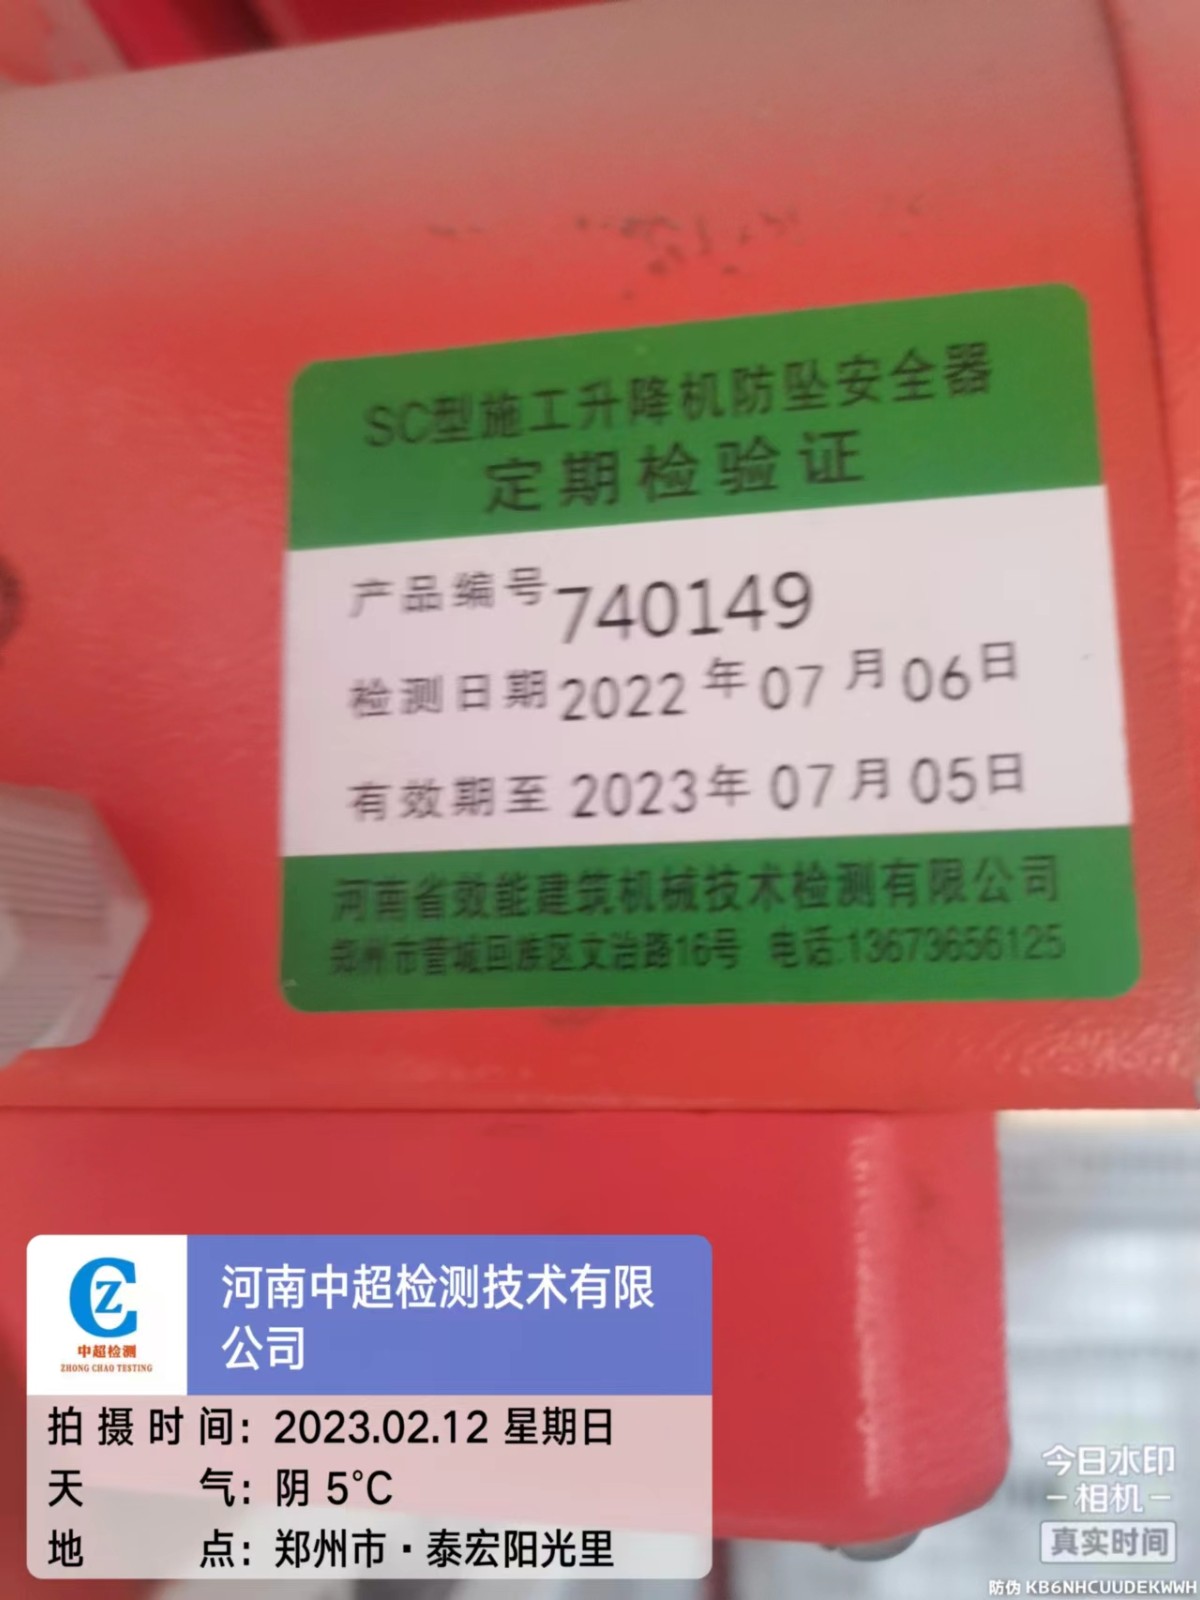 SC型施工升降机防坠安全器
定期检验证
产品编号 740149
检测日期 2022年07月06日
有效期至 2023年07月05日
河南省效能建筑机械技术检测有限公司
郑州市管城回族区文治路16号 电话:13673656125
CZ
中超检测
ZHONG CHAO TESTING
河南中超检测技术有限
公司
拍摄时间: 2023.02.12 星期日
天气: 阴 5℃
地点: 郑州市·泰宏阳光里
今日水印
-相机-
真实时间
防伪 KB6NHCUUDEKWWH